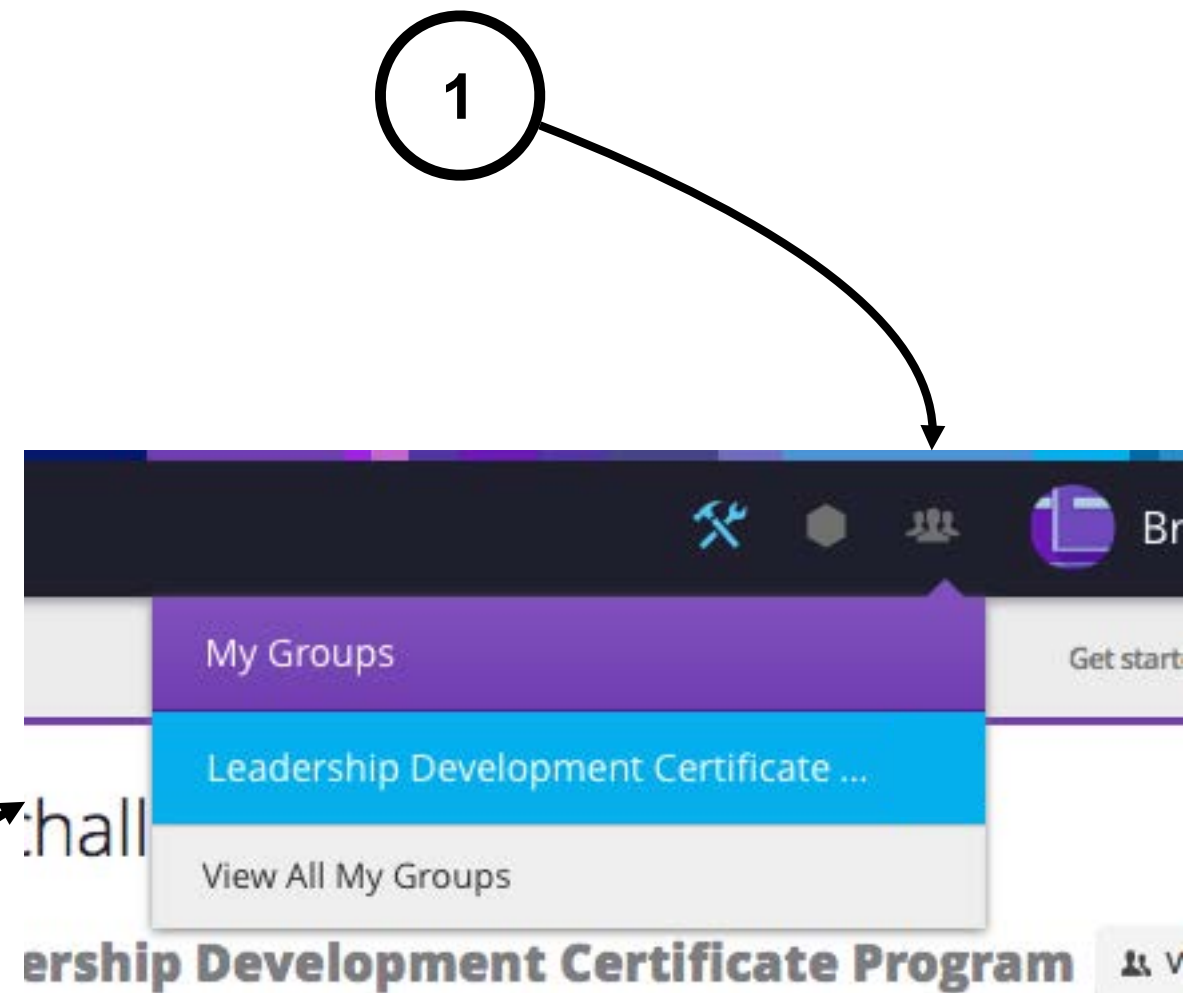 1
Br
My Groups
Get start
Leadership Development Certificate ...
hall
View All My Groups
ership Development Certificate Program